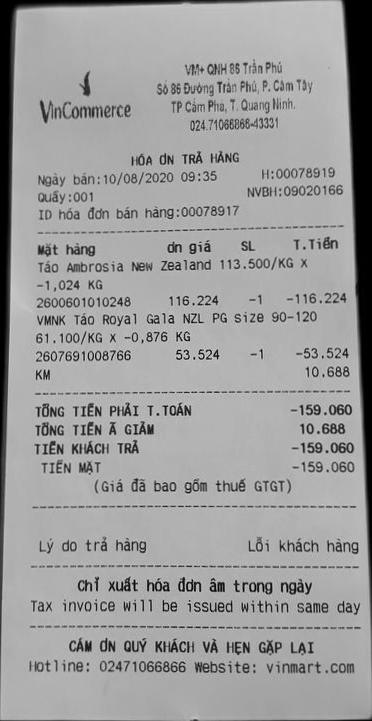 VinCommerce
VM+ QNH 86 Trần Phú
Số 86 Đường Trần Phú, P. Cẩm Tây
TP Cẩm Phả, T. Quảng Ninh.
024.71066866-43331
HÓA ƠN TRẢ HÀNG
Ngày bán:10/08/2020 09:35 H:00078919
Quầy:001 NVBH:09020166
ID hóa đơn bán hàng:00078917
Mặt hàng ơn giá SL T.Tiền
Táo Ambrosia New Zealand 113.500/KG X
-1,024 KG
2600601010248 116.224 -1 -116.224
VMNK Táo Royal Gala NZL PG size 90-120
61.100/KG X -0,876 KG
2607691008766 53.524 -1 -53.524
KM 10.688
TỔNG TIỀN PHẢI T.TOÁN -159.060
TỔNG TIỀN Ã GIẢM 10.688
TIỀN KHÁCH TRẢ -159.060
TIỀN MẶT -159.060
(Giá đã bao gồm thuế GTGT)
Lý do trả hàng Lỗi khách hàng
Chỉ xuất hóa đơn âm trong ngày
Tax invoice will be issued within same day
CẢM ƠN QUÝ KHÁCH VÀ HẸN GẶP LẠI
Hotline: 02471066866 Website: vinmart.com